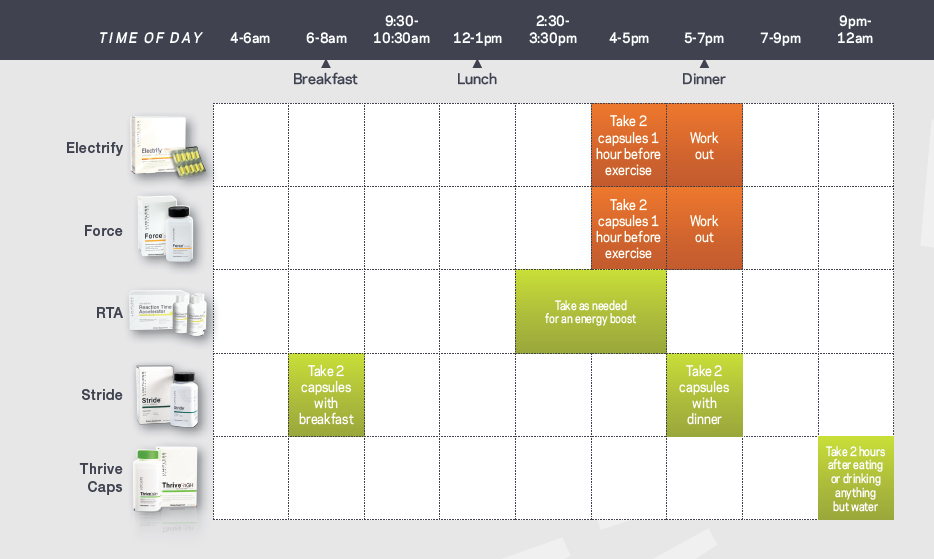 TIME OF DAY
4-6am
6-8am
9:30-
10:30am
12-1pm
2:30-
3:30pm
4-5pm
5-7pm
7-9pm
9pm-
12am
Breakfast
Lunch
Dinner
Electrify
Electrify
Take 2
capsules 1
hour before
exercise
Work
out
Force
Force
Force
Take 2
capsules 1
hour before
exercise
Work
out
RTA
Reaction Time
Accelerator
Take as needed
for an energy boost
Stride
Stride
Stride
Take 2
capsules
with
breakfast
Take 2
capsules
with
dinner
Thrive
Caps
Thrive
Thrive hGH
Take 2 hours
after eating
or drinking
anything
but water